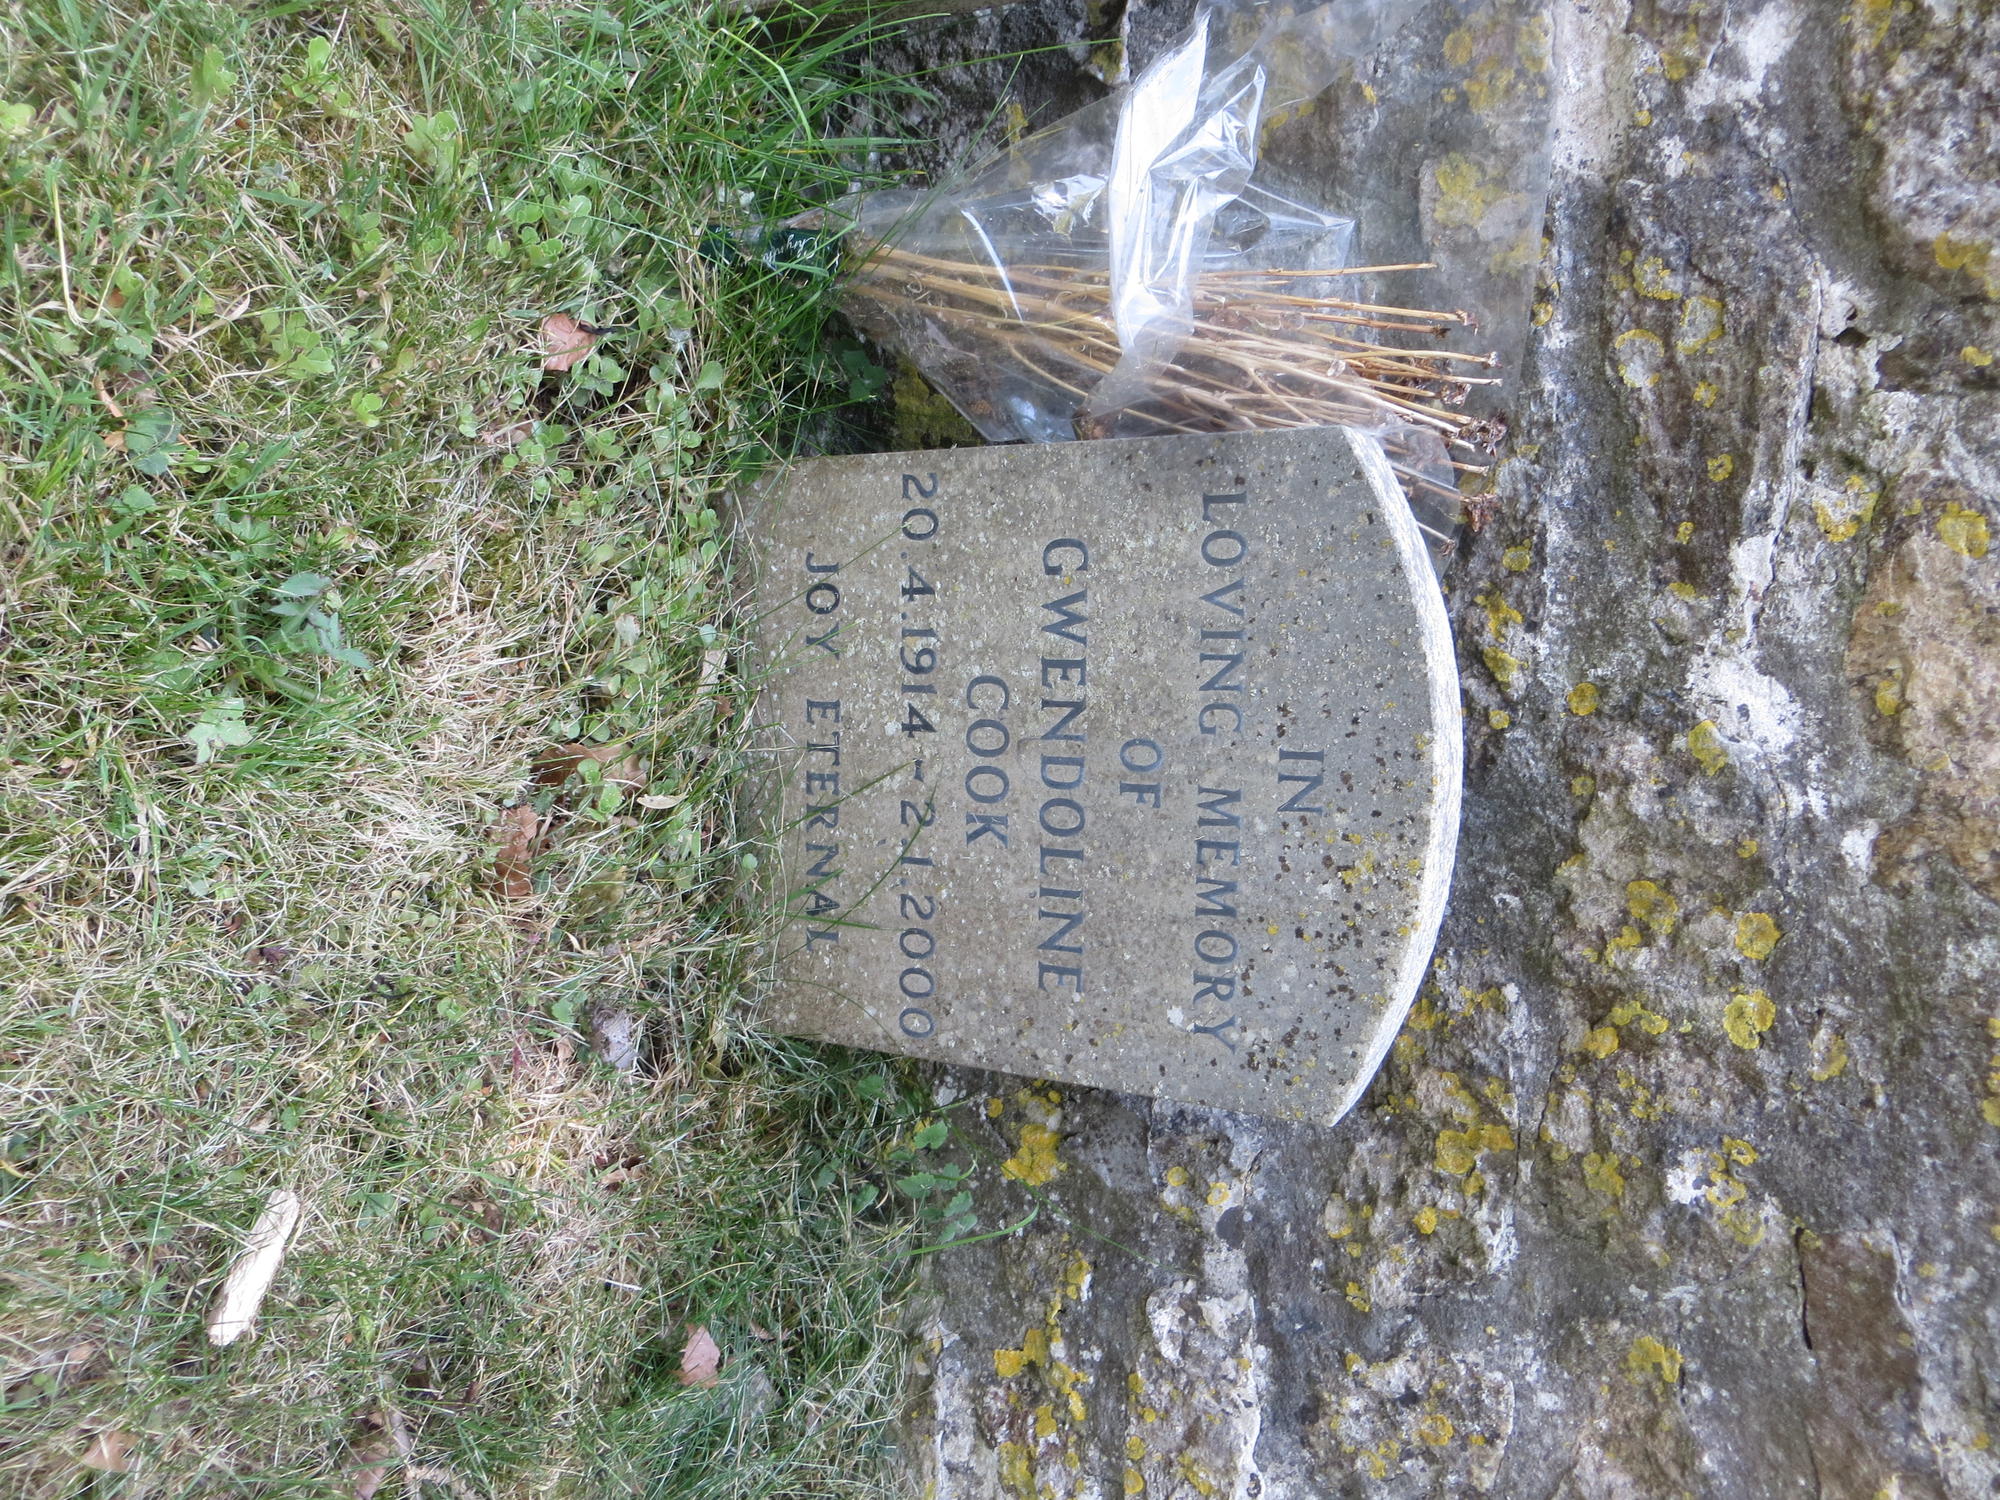 IN
LOVING MEMORY
OF
GWENDOLINE
COOK
20.4.1914 - 2.1.2000
JOY ETERNAL